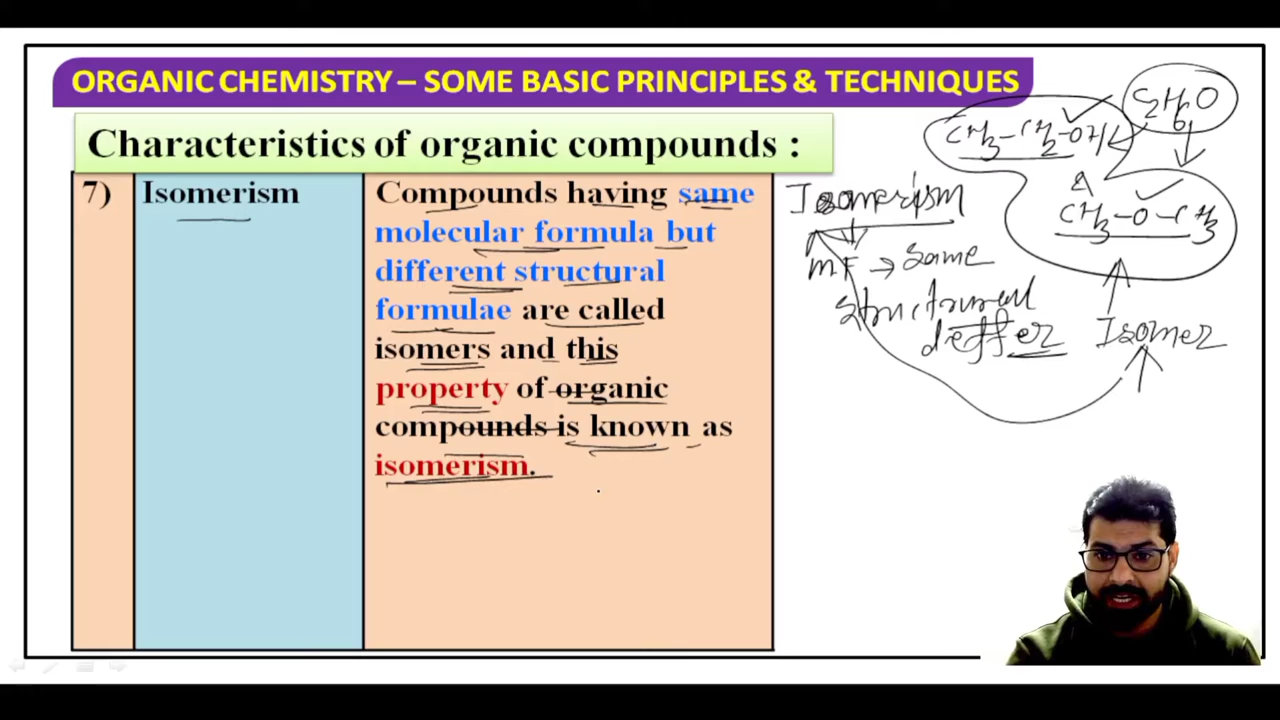 ORGANIC CHEMISTRY – SOME BASIC PRINCIPLES & TECHNIQUES
Characteristics of organic compounds :
7) Isomerism
Compounds having same
molecular formula but
different structural
formulae are called
isomers and this
property of organic
compounds is known as
isomerism.
C2H6O
CH3-CH2-OH
CH3-O-CH3
Isomerism
MF → same
structural
deffer
Isomer